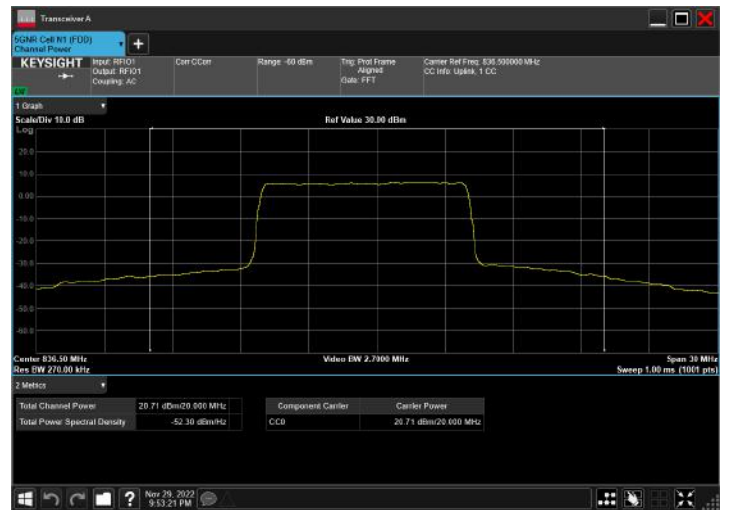 Transceiver A
5GNR Cell N1 (FDD)
Channel Power
KEYSIGHT
Input: RFIO1
Output: RFIO1
Coupling: AC
Corr CCorr
Range: -60 dBm
Trig: Prot Frame
Aligned
Gate: FFT
Carrier Ref Freq: 836.500000 MHz
CC Info: Uplink, 1 CC
1 Graph
Scale/Div 10.0 dB
Ref Value 30.00 dBm
Log
20.0
10.0
0.00
-10.0
-20.0
-30.0
-40.0
-50.0
-60.0
Center 836.50 MHz
Video BW 2.7000 MHz
Span 30 MHz
Res BW 270.00 kHz
Sweep 1.00 ms (1001 pts)
2 Metrics
Total Channel Power 20.71 dBm/20.000 MHz
Total Power Spectral Density -52.30 dBm/Hz
Component Carrier Carrier Power
CC0 20.71 dBm/20.000 MHz
Nov 29, 2022
9:53:21 PM